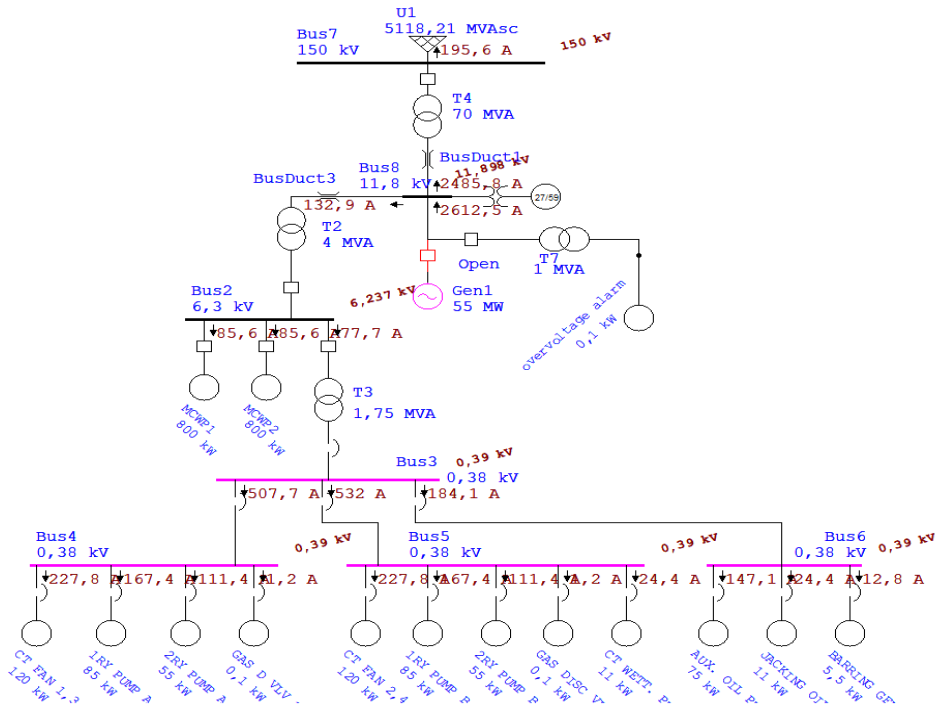 U1
5118,21 MVAsc
Bus7
150 kV
195,6 A
150 kV
T4
70 MVA
BusDuct1
Bus8
11,8 kV
11,898 kV
2485,8 A
BusDuct3
132,9 A
2612,5 A
27/59
T2
4 MVA
Open
T7
1 MVA
Gen1
55 MW
Bus2
6,3 kV
6,237 kV
overvoltage alarm
0,1 kW
85,6 A
85,6 A
77,7 A
T3
1,75 MVA
MCWP1
800 kW
MCWP2
800 kW
Bus3
0,38 kV
0,39 kV
507,7 A
532 A
184,1 A
Bus4
0,38 kV
0,39 kV
Bus5
0,38 kV
0,39 kV
Bus6
0,38 kV
0,39 kV
227,8 A
167,4 A
111,4 A
1,2 A
227,8 A
167,4 A
111,4 A
1,2 A
24,4 A
147,1 A
24,4 A
12,8 A
CT FAN 1,3
120 kW
1RY PUMP A
85 kW
2RY PUMP A
55 kW
GAS D VLV
0,1 kW
CT FAN 2,4
120 kW
1RY PUMP B
85 kW
2RY PUMP B
55 kW
GAS DISC
0,1 kW
CT WETT.
11 kW
AUX. OIL
75 kW
JACKING OIL
11 kW
BARRING
5,5 kW